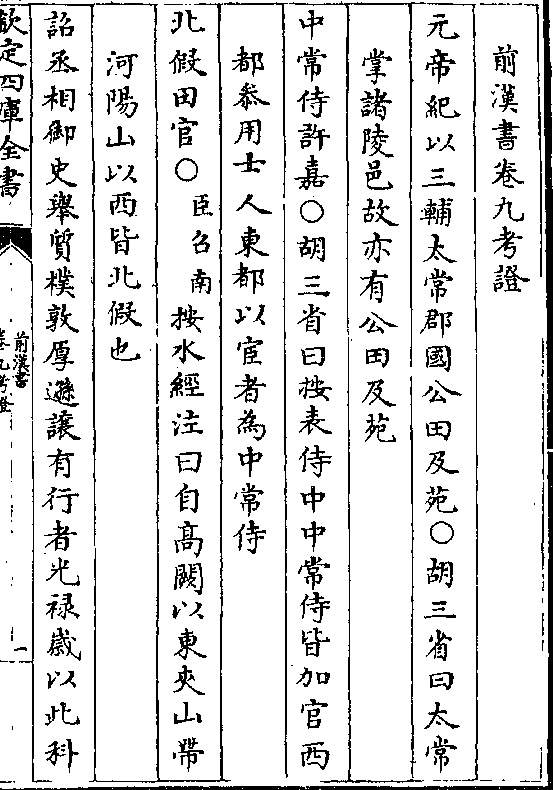 前漢書卷九考證
元帝紀以三輔太常郡國公田及苑○胡三省曰太常
掌諸陵邑故亦有公田及苑
中常侍許嘉○胡三省曰按表侍中中常侍皆加官西
都叅用士人東都以宦者為中常侍
北假田官○臣召南按水經注曰自髙闕以東夾山帶
河陽山以西皆北假也
詔丞相御史舉質樸敦厚遜讓有行者光禄嵗以此科
欽定四庫全書
前漢書
卷九考證
一